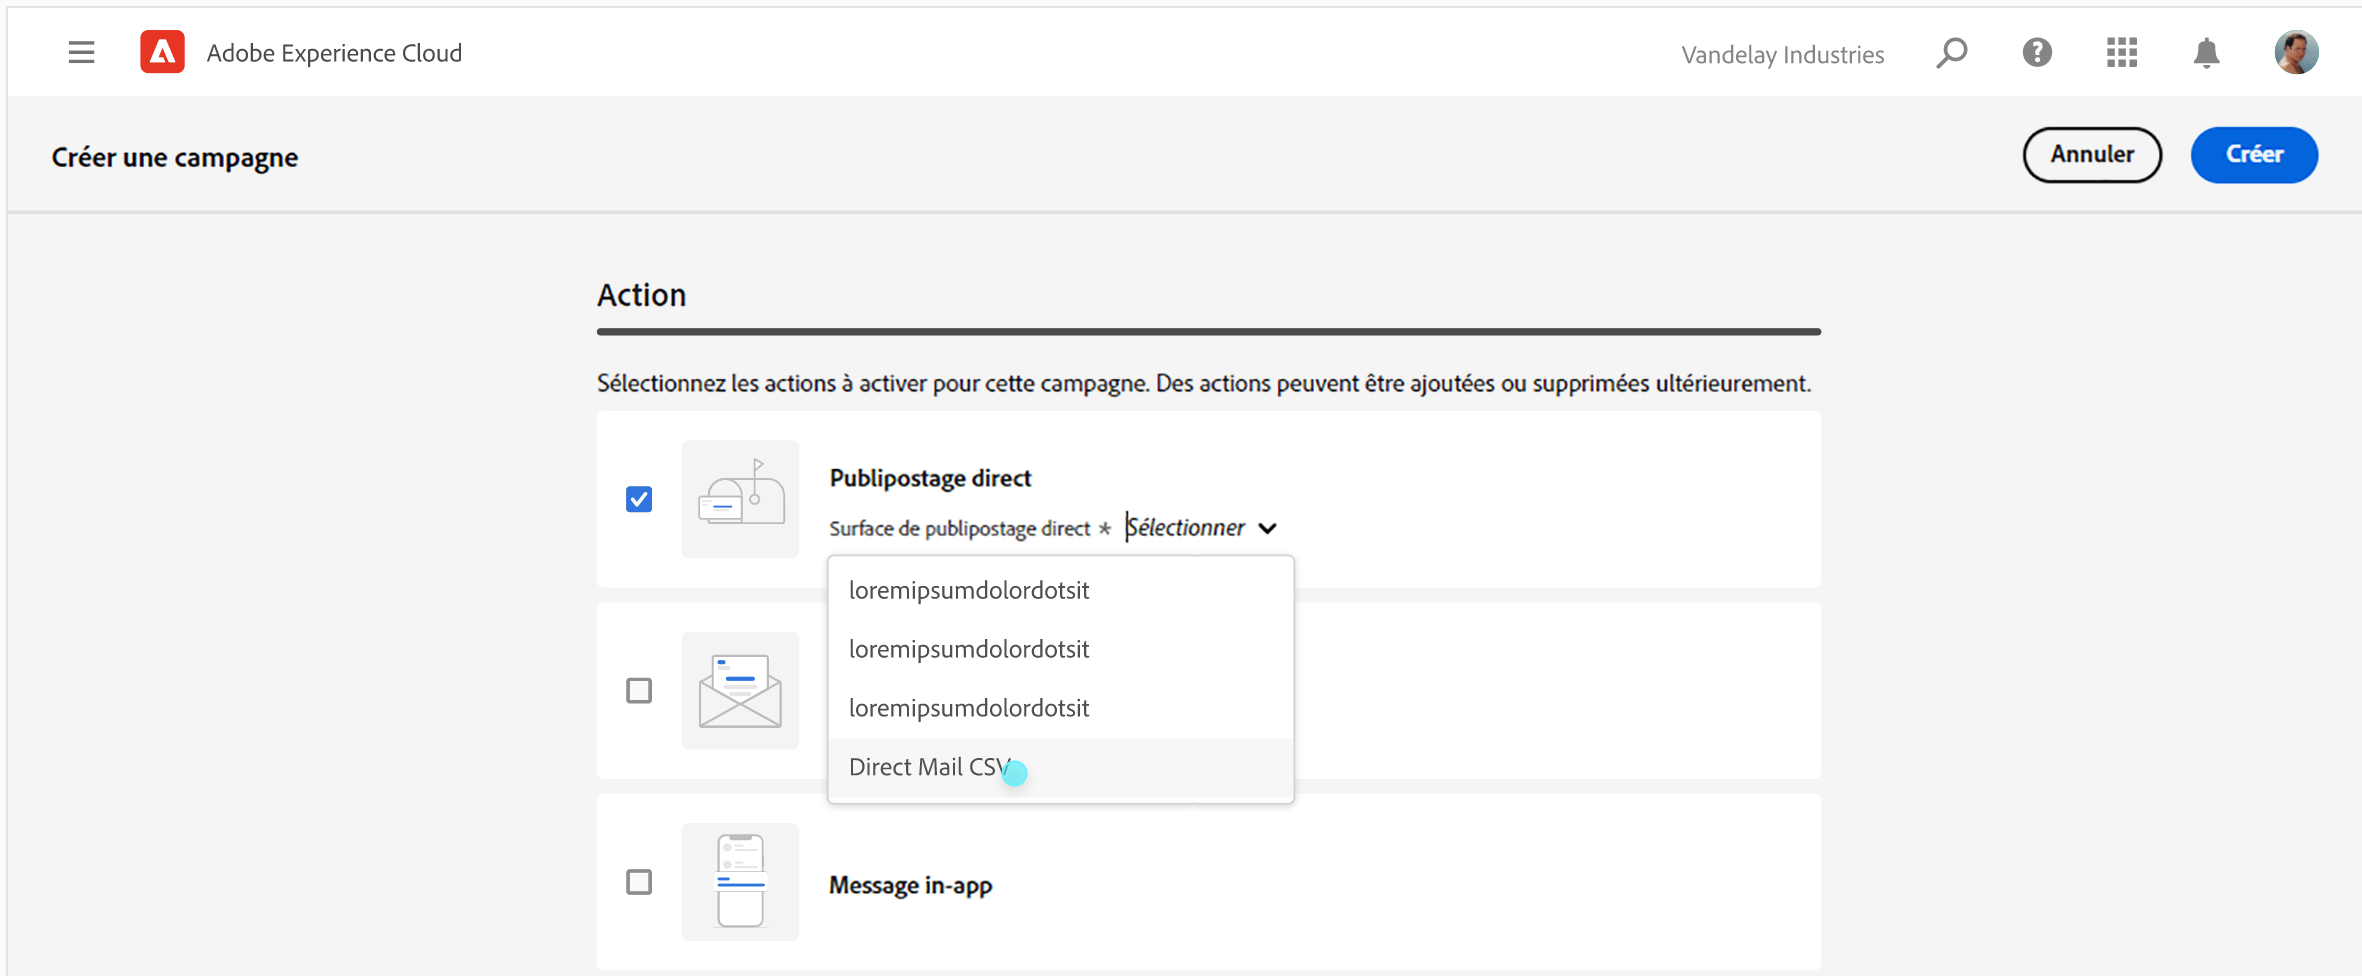 Adobe Experience Cloud
Vandelay Industries
Créer une campagne
Annuler
Créer
Action
Sélectionnez les actions à activer pour cette campagne. Des actions peuvent être ajoutées ou supprimées ultérieurement.
Publipostage direct
Surface de publipostage direct * Sélectionner
loremipsumdolordotsit
loremipsumdolordotsit
loremipsumdolordotsit
Direct Mail CSV
Message in-app